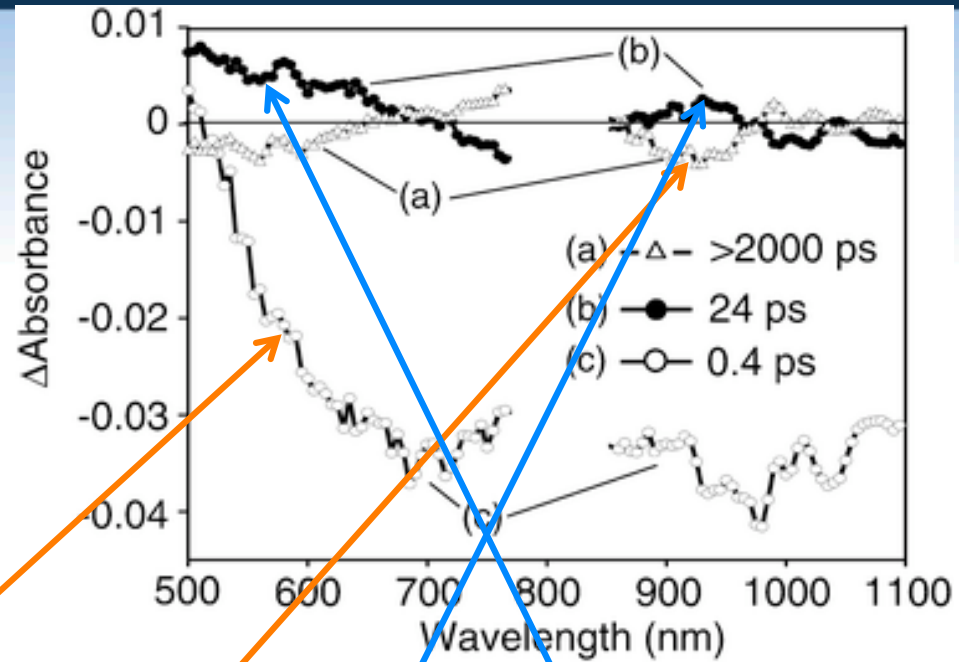 0.01
0
-0.01
-0.02
-0.03
-0.04
ΔAbsorbance
(b)
(a)
(a) –△– >2000 ps
(b) –●– 24 ps
(c) –○– 0.4 ps
(c)
500 600 700 800 900 1000 1100
Wavelength (nm)